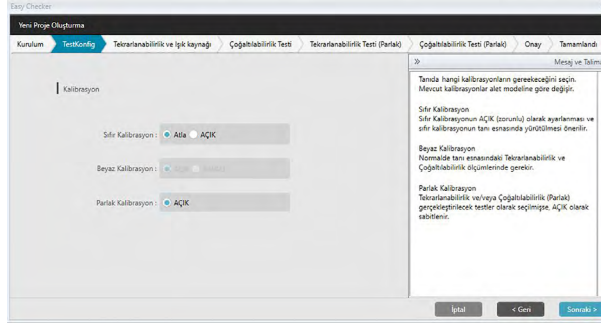 Easy Checker
Yeni Proje Oluşturma
Kurulum TestKonfig Tekrarlanabilirlik ve Işık kaynağı Çoğaltılabilirlik Testi Tekrarlanabilirlik Testi (Parlak) Çoğaltılabilirlik Testi (Parlak) Onay Tamamlandı
» Mesaj ve Talima
Kalibrasyon
Sıfır Kalibrasyon : Atla AÇIK
Beyaz Kalibrasyon :
Parlak Kalibrasyon : AÇIK
Tanıda hangi kalibrasyonların gereekeceğini seçin.
Mevcut kalibrasyonlar alet modeline göre değişir.
Sıfır Kalibrasyon
Sıfır Kalibrasyonun AÇIK (zorunlu) olarak ayarlanması ve
sıfır kalibrasyonun tanı esnasında yürütülmesi önerilir.
Beyaz Kalibrasyon
Normalde tanı esnasındaki Tekrarlanabilirlik ve
Çoğaltılabilirlik ölçümlerinde gerekir.
Parlak Kalibrasyon
Tekrarlanabilirlik ve/veya Çoğaltılabilirlik (Parlak)
gerçekleştirilecek testler olarak seçilmişse, AÇIK olarak
sabitlenir.
İptal < Geri Sonraki >